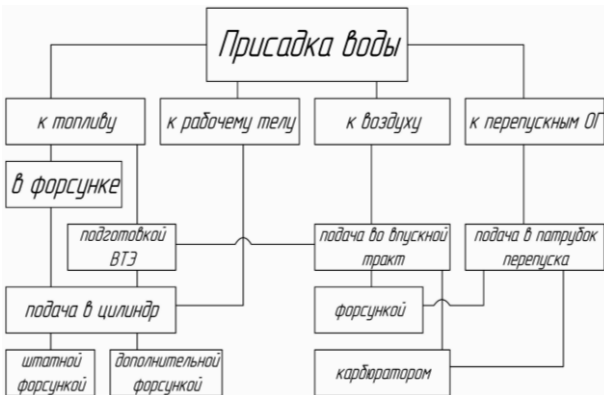 Присадка воды
к топливу
к рабочему телу
к воздуху
к перепускным ОГ
в форсунке
подготовкой
ВТЭ
подача во впускной
тракт
подача в патрубок
перепуска
подача в цилиндр
форсункой
штатной
форсункой
дополнительной
форсункой
карбюратором